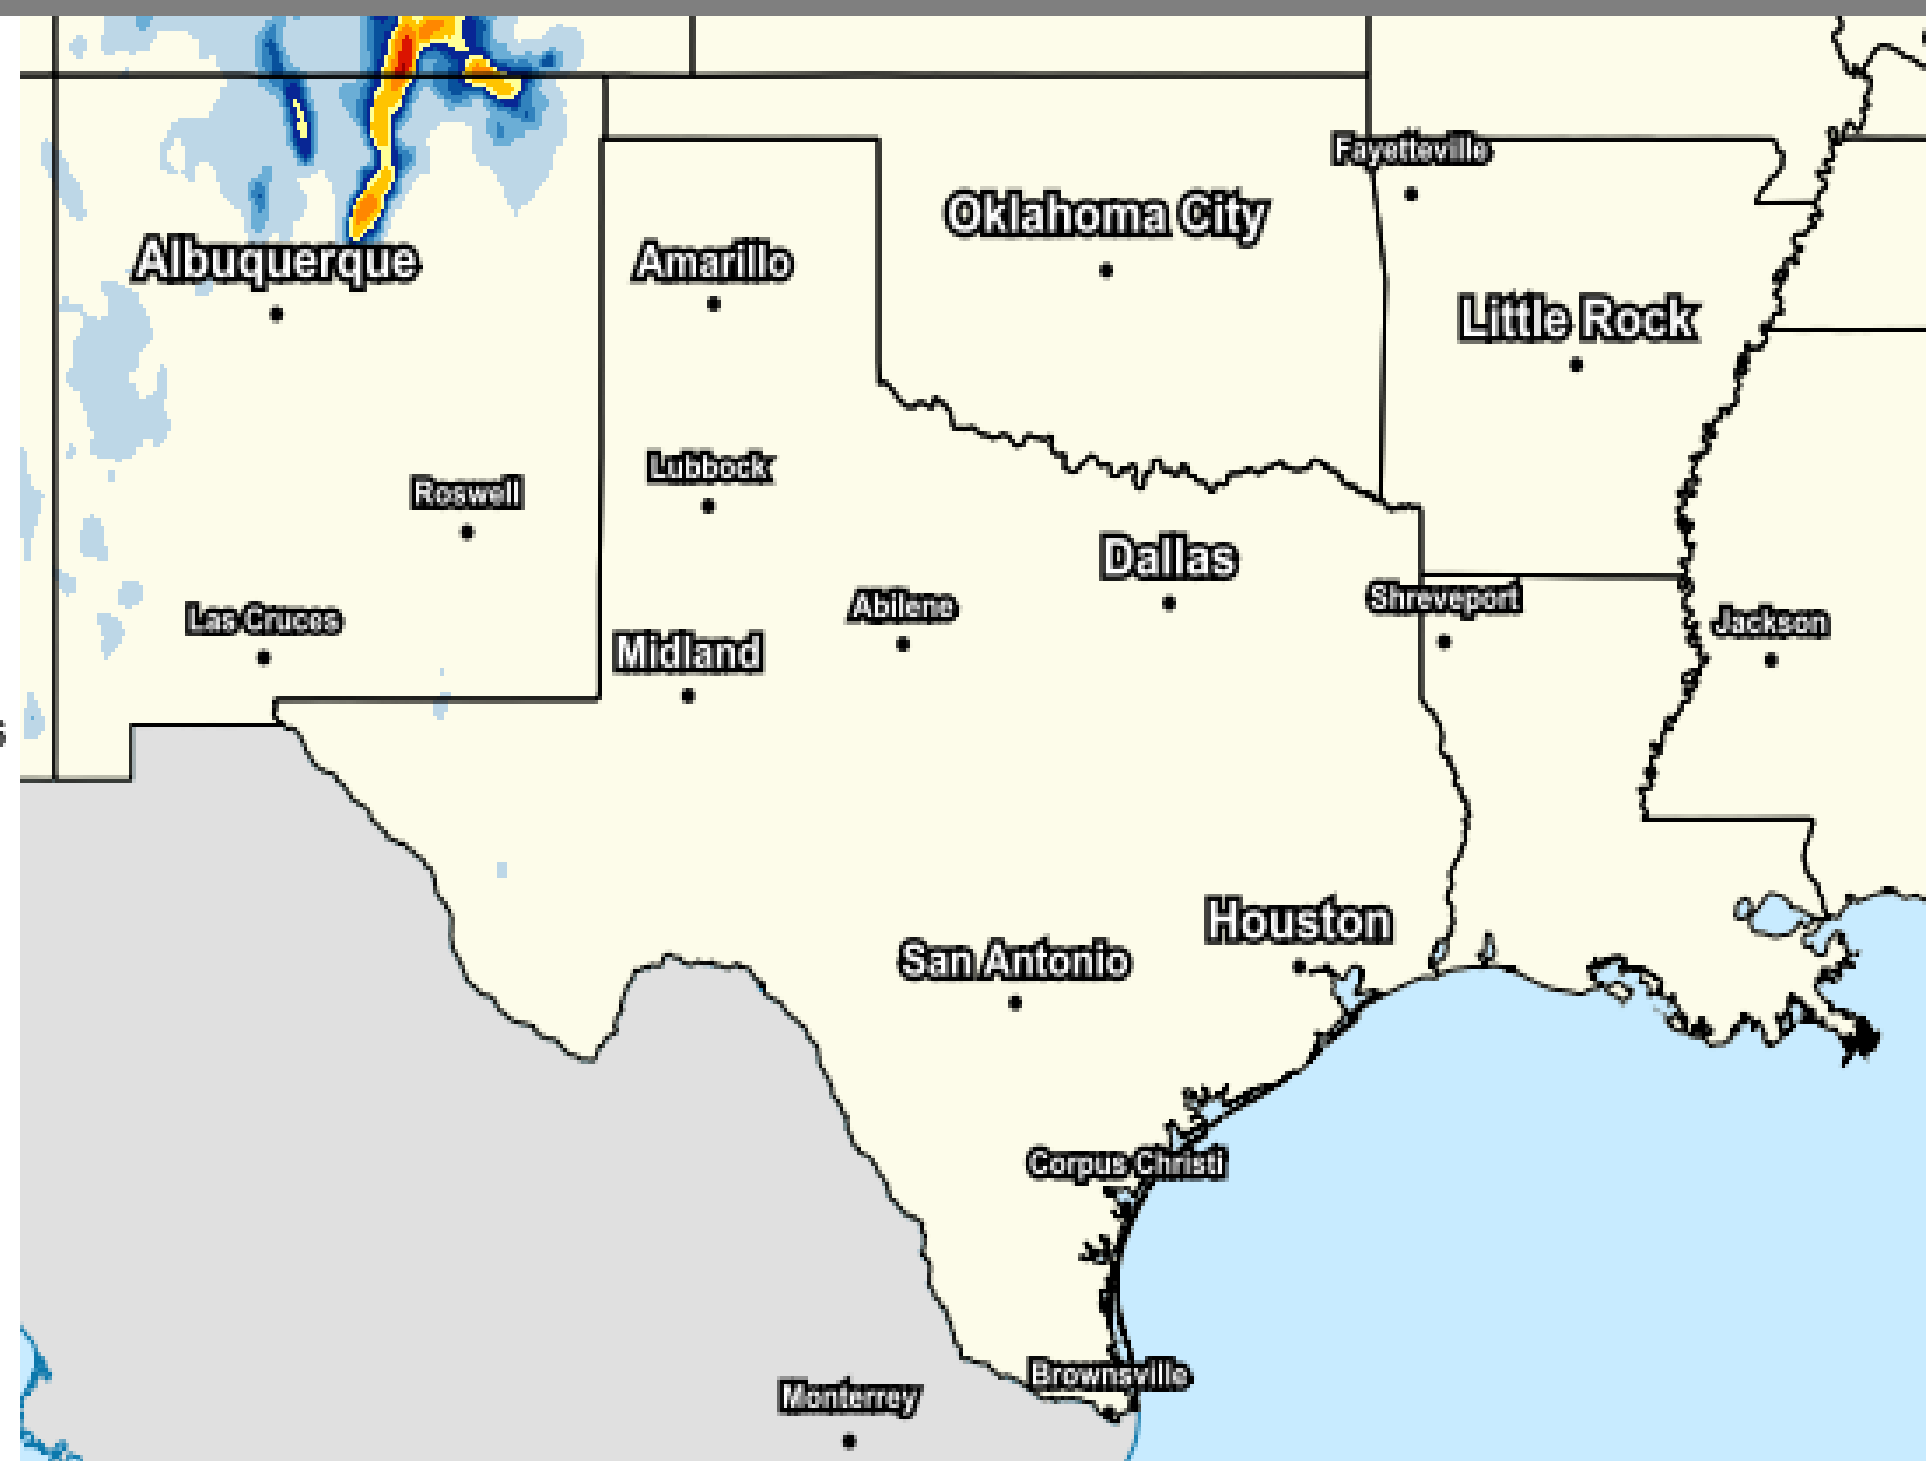 Fayetteville
Oklahoma City
Albuquerque
Amarillo
Little Rock
Lubbock
Roswell
Dallas
Abilene
Shreveport
Las Cruces
Jackson
Midland
s
Houston
San Antonio
Corpus Christi
Brownsville
Monterrey